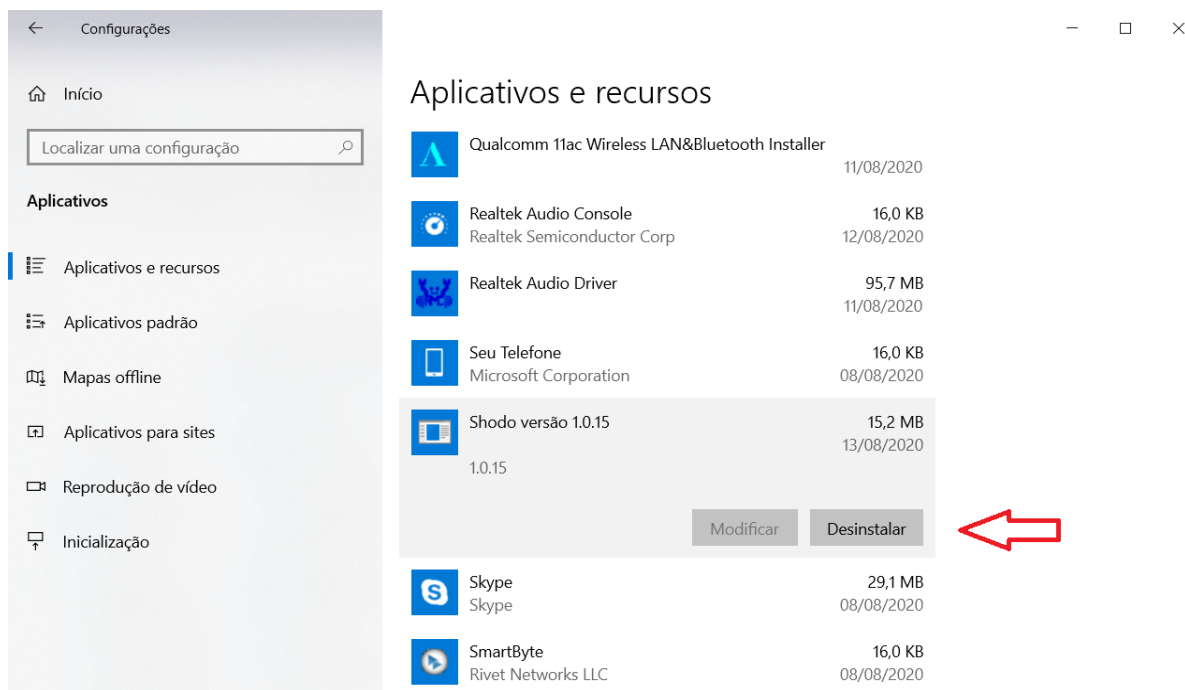 Configurações
Início
Localizar uma configuração
Aplicativos
Aplicativos e recursos
Aplicativos padrão
Mapas offline
Aplicativos para sites
Reprodução de vídeo
Inicialização
Aplicativos e recursos
Qualcomm 11ac Wireless LAN&Bluetooth Installer
11/08/2020
Realtek Audio Console 16,0 KB
Realtek Semiconductor Corp 12/08/2020
Realtek Audio Driver 95,7 MB
11/08/2020
Seu Telefone 16,0 KB
Microsoft Corporation 08/08/2020
Shodo versão 1.0.15 15,2 MB
13/08/2020
1.0.15
Modificar Desinstalar
Skype 29,1 MB
Skype 08/08/2020
SmartByte 16,0 KB
Rivet Networks LLC 08/08/2020